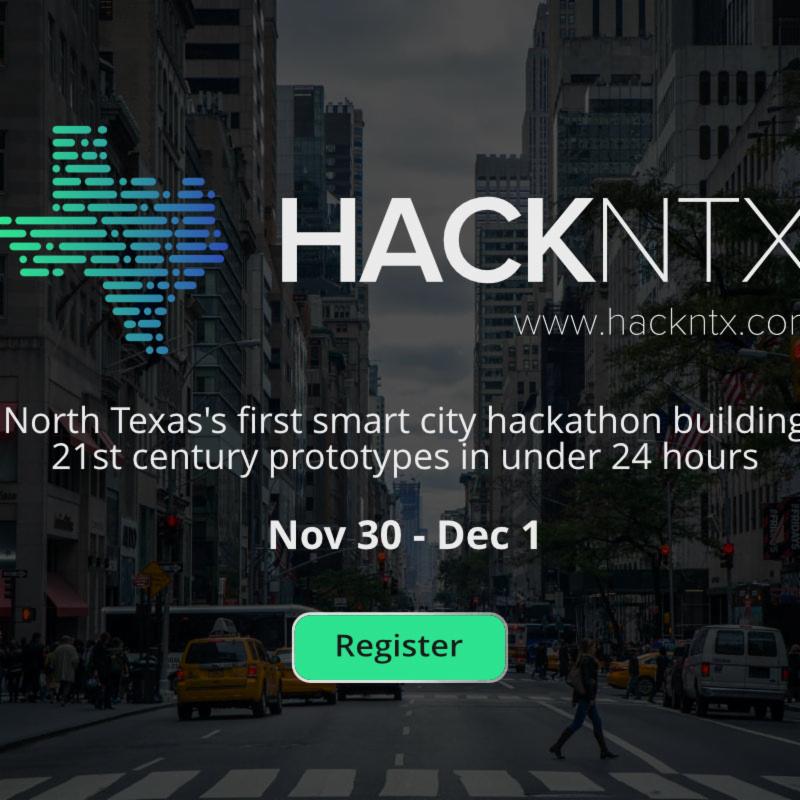 HACKNTX
www.hackntx.com
North Texas's first smart city hackathon building
21st century prototypes in under 24 hours
Nov 30 - Dec 1
Register